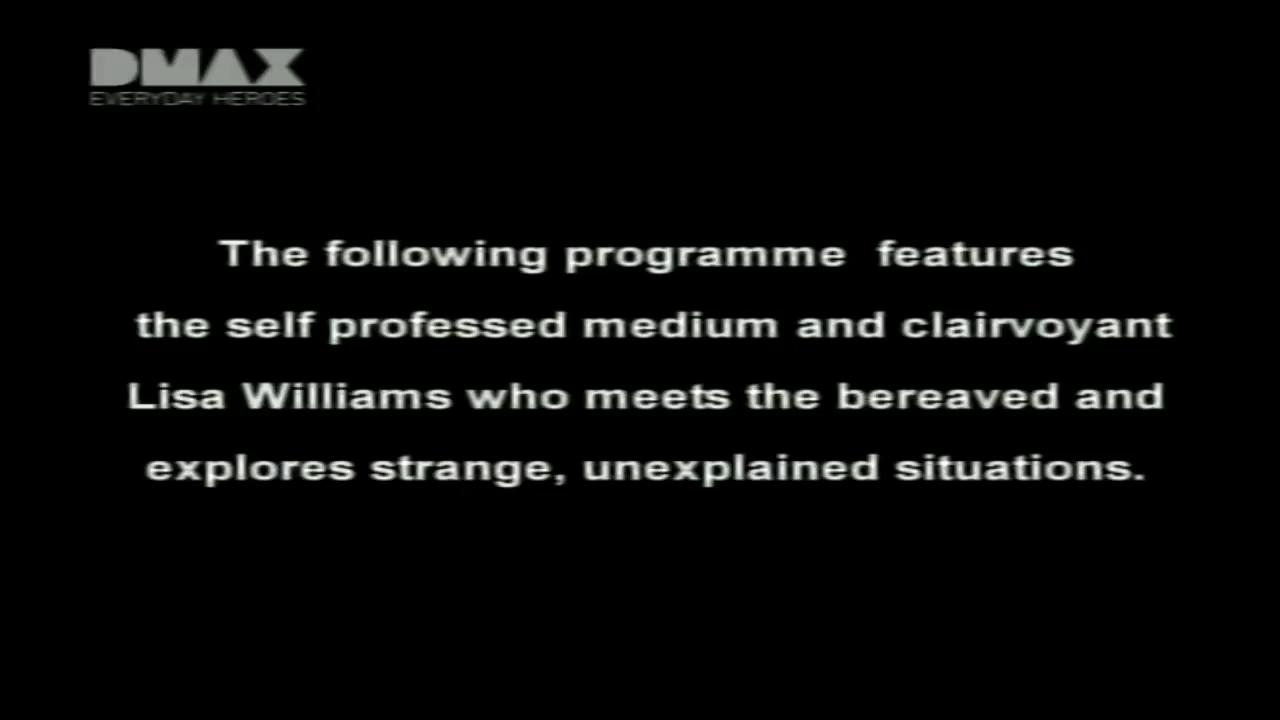 DMAX
EVERYDAY HEROES
The following programme features
the self professed medium and clairvoyant
Lisa Williams who meets the bereaved and
explores strange, unexplained situations.